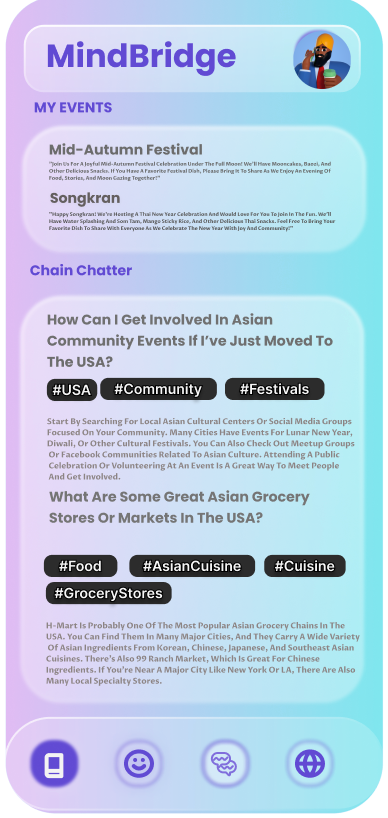 MindBridge
MY EVENTS
Mid-Autumn Festival
"Join Us For A Joyful Mid-Autumn Festival Celebration Under The Full Moon! We'll Have Mooncakes, Baozi, And
Other Delicious Snacks. If You Have A Favorite Festival Dish, Please Bring It To Share As We Enjoy An Evening Of
Food, Stories, And Moon Gazing Together!"
Songkran
"Happy Songkran! We're Hosting A Thai New Year Celebration And Would Love For You To Join In The Fun. We'll
Have Water Splashing And Som Tam, Mango Sticky Rice, And Other Delicious Thai Snacks. Feel Free To Bring Your
Favorite Dish To Share With Everyone As We Celebrate The New Year With Joy And Community!"
Chain Chatter
How Can I Get Involved In Asian
Community Events If I've Just Moved To
The USA?
#USA #Community #Festivals
Start By Searching For Local Asian Cultural Centers Or Social Media Groups
Focused On Your Community. Many Cities Have Events For Lunar New Year,
Diwali, Or Other Cultural Festivals. You Can Also Check Out Meetup Groups
Or Facebook Communities Related To Asian Culture. Attending A Public
Celebration Or Volunteering At An Event Is A Great Way To Meet People
And Get Involved.
What Are Some Great Asian Grocery
Stores Or Markets In The USA?
#Food #AsianCuisine #Cuisine
#GroceryStores
H-Mart Is Probably One Of The Most Popular Asian Grocery Chains In The
USA. You Can Find Them In Many Major Cities, And They Carry A Wide Variety
Of Asian Ingredients From Korean, Chinese, Japanese, And Southeast Asian
Cuisines. There's Also 99 Ranch Market, Which Is Great For Chinese
Ingredients. If You're Near A Major City Like New York Or LA, There Are Also
Many Local Specialty Stores.